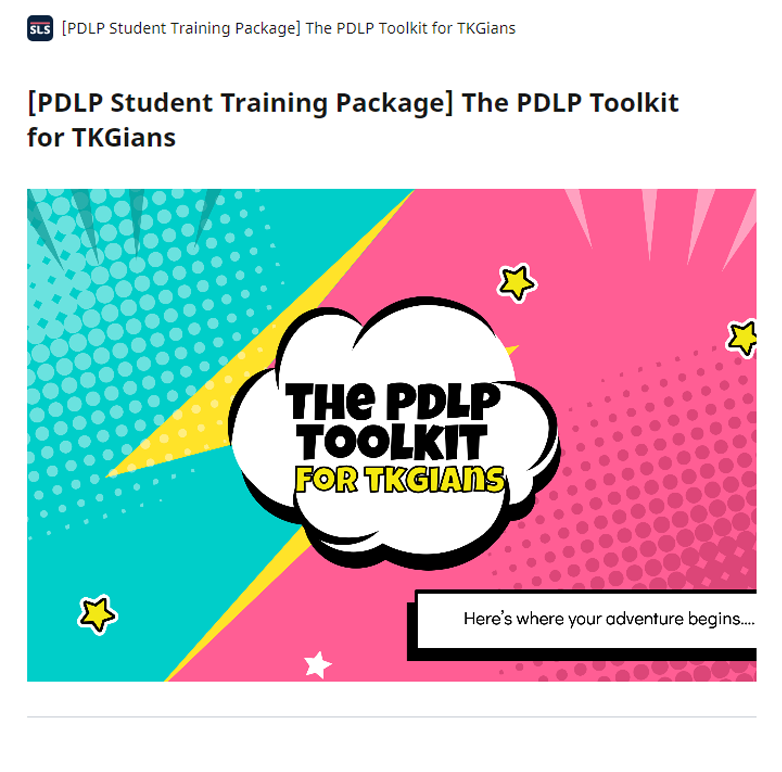 SLS
[PDLP Student Training Package] The PDLP Toolkit for TKGians
[PDLP Student Training Package] The PDLP Toolkit
for TKGians
THe PDLP
TOOLKIT
FOR TKGIANS
Here's where your adventure begins....